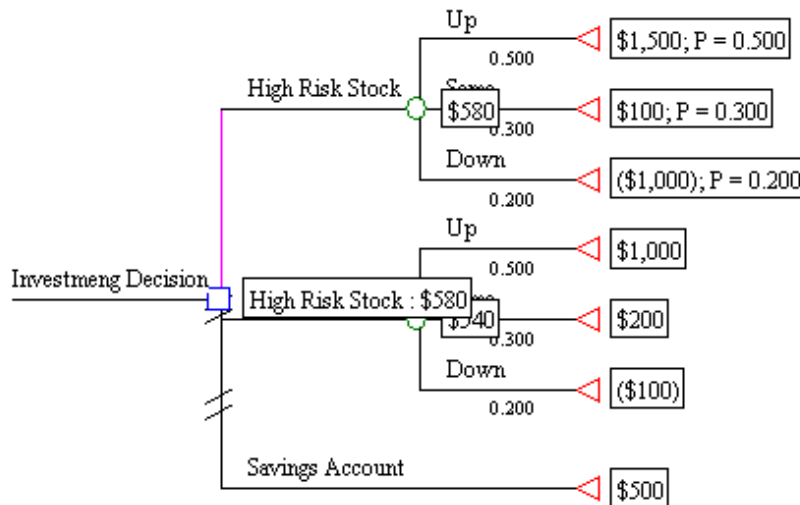 Up
0.500
$1,500; P = 0.500
High Risk Stock
$580
0.300
$100; P = 0.300
Down
0.200
($1,000); P = 0.200
Up
0.500
$1,000
Investmeng Decision
High Risk Stock : $580
$540
0.300
$200
Down
0.200
($100)
Savings Account
$500